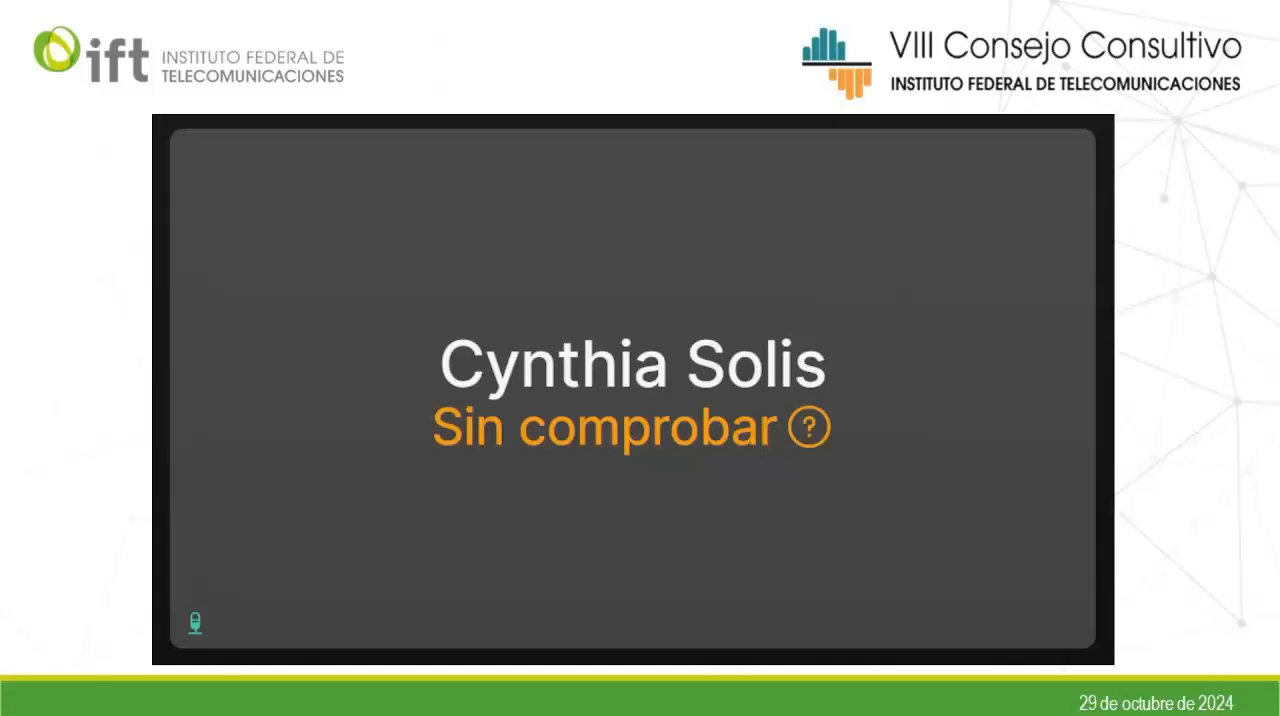 ift INSTITUTO FEDERAL DE
TELECOMUNICACIONES
VIII Consejo Consultivo
INSTITUTO FEDERAL DE TELECOMUNICACIONES
Cynthia Solis
Sin comprobar ?
29 de octubre de 2024